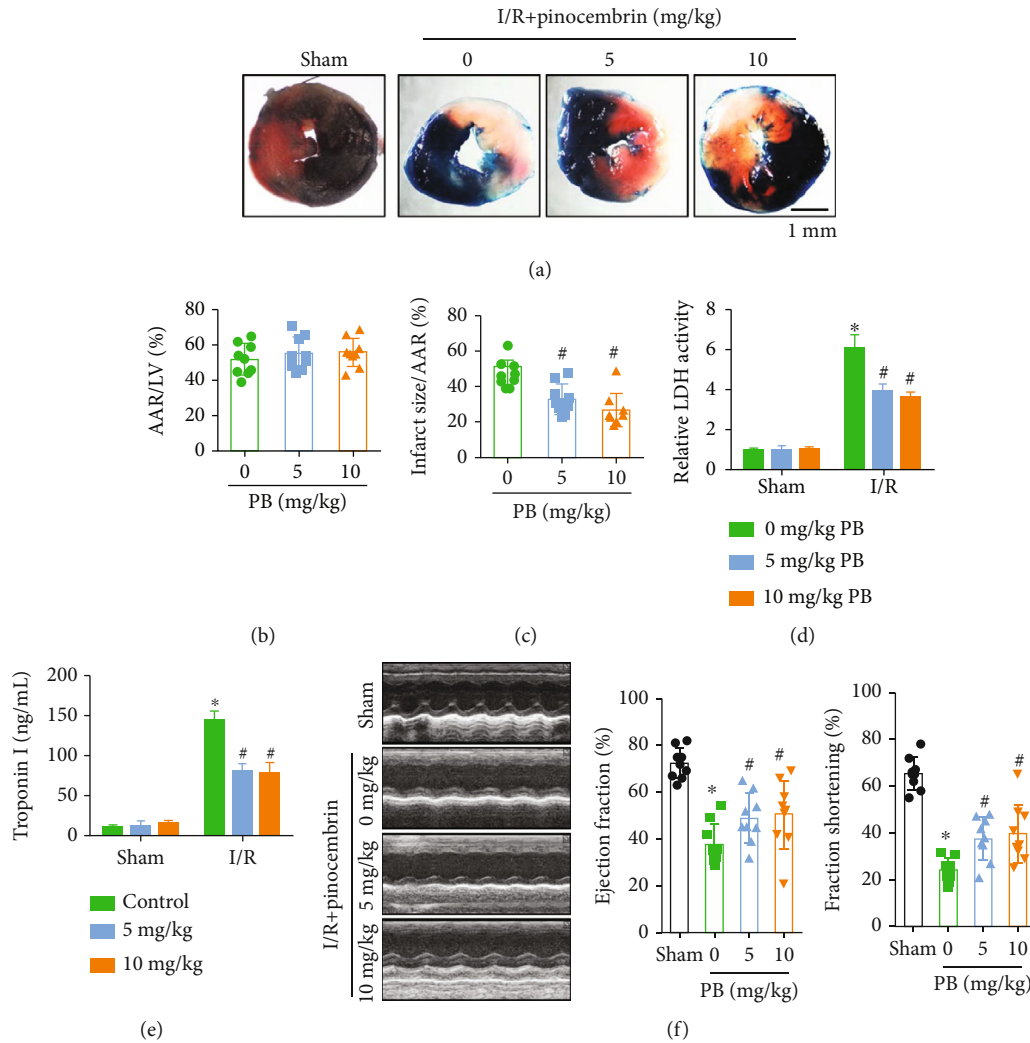 I/R+pinocembrin (mg/kg)
Sham 0 5 10
1 mm
(a)
AAR/LV (%)
80
60
40
20
0
0 5 10
PB (mg/kg)
(b)
Infarct size/AAR (%)
80
60
40
20
0
# #
0 5 10
PB (mg/kg)
(c)
Relative LDH activity
8
6
4
2
0
* # #
Sham I/R
0 mg/kg PB
5 mg/kg PB
10 mg/kg PB
(d)
Troponin I (ng/mL)
200
150
100
50
0
* # #
Sham I/R
Control
5 mg/kg
10 mg/kg
(e)
Sham
I/R+pinocembrin
0 mg/kg
5 mg/kg
10 mg/kg
Ejection fraction (%)
100
80
60
40
20
0
* # #
Sham 0 5 10
PB (mg/kg)
Fraction shortening (%)
100
80
60
40
20
0
* # #
Sham 0 5 10
PB (mg/kg)
(f)